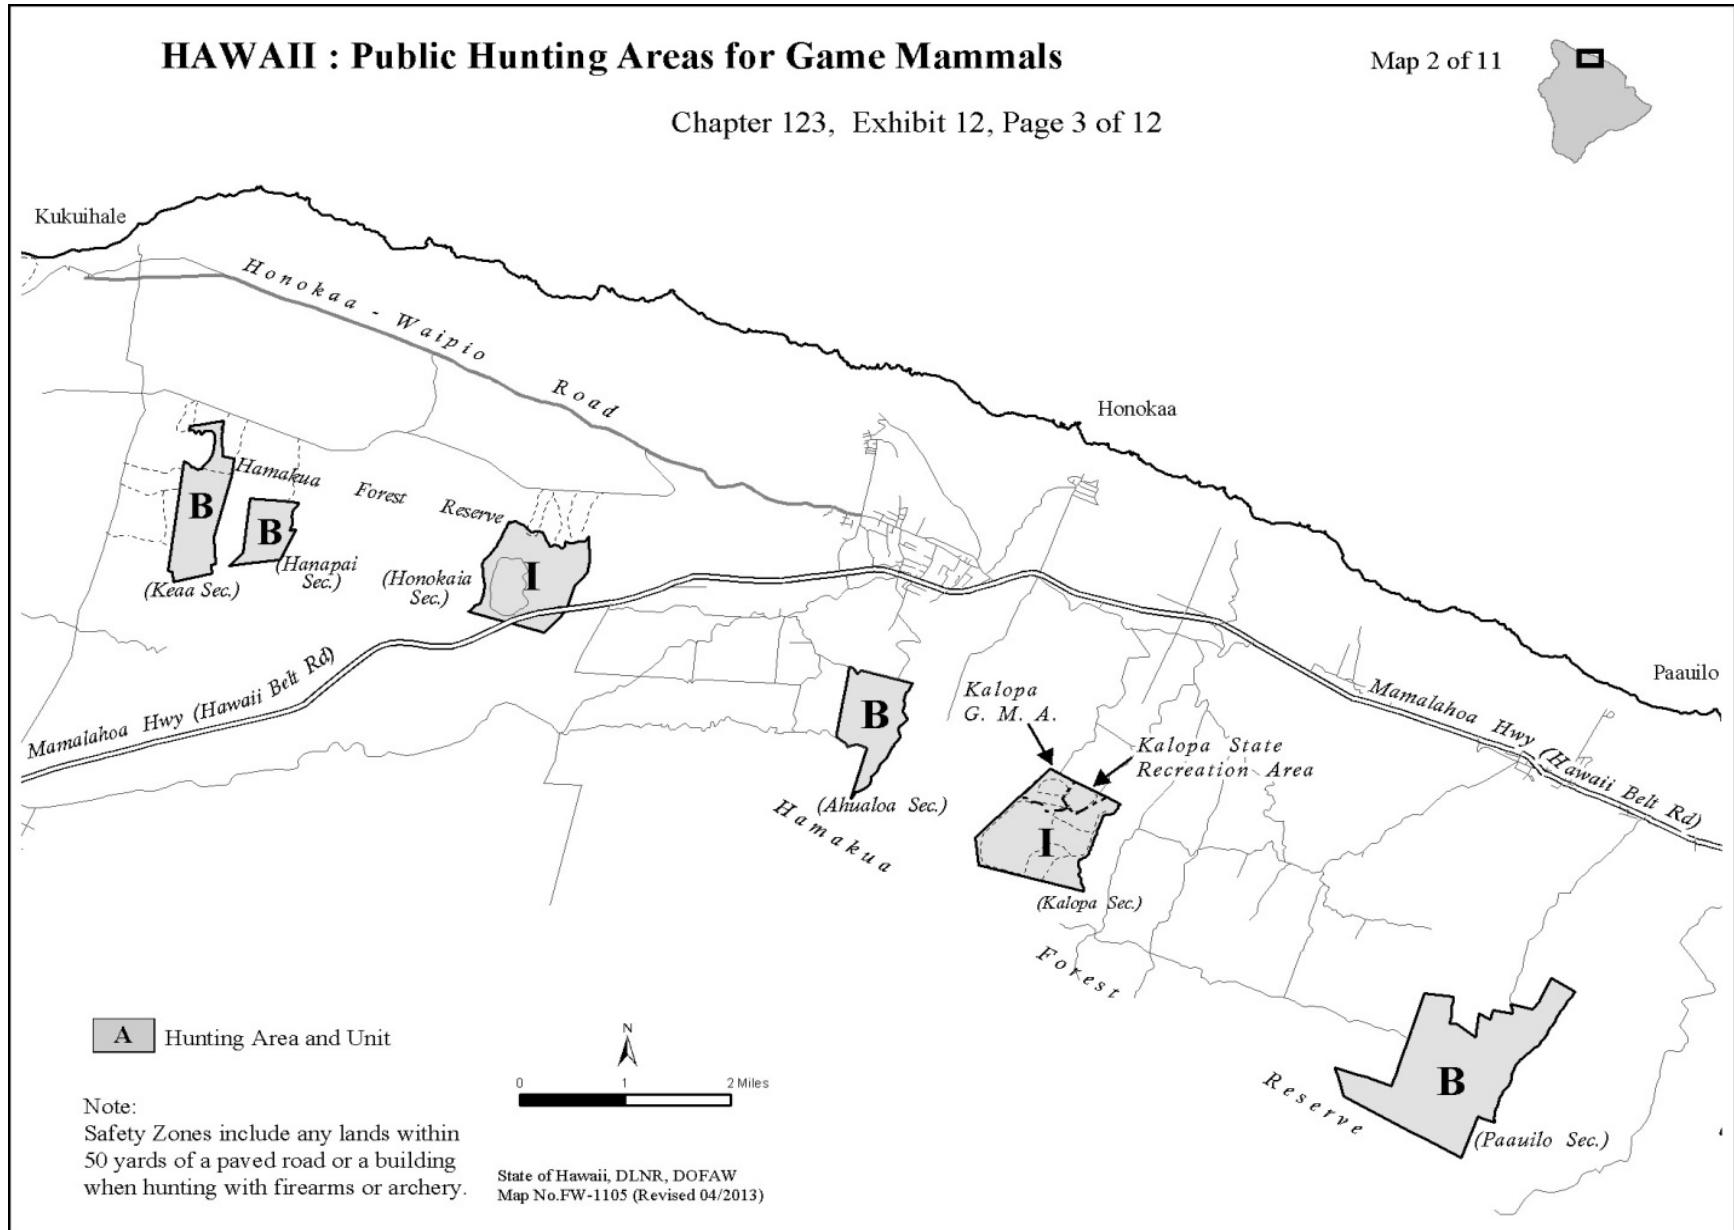 HAWAII : Public Hunting Areas for Game Mammals
Map 2 of 11
Chapter 123, Exhibit 12, Page 3 of 12
Kukuihale
Honokaa - Waipio Road
Honokaa
Hamakua Forest Reserve
B
(Keaa Sec.)
B
(Hanapai
Sec.)
(Honokaia
Sec.)
I
Mamalahoa Hwy (Hawaii Belt Rd)
Paauilo
Mamalahoa Hwy (Hawaii Belt Rd)
Kalopa
G. M. A.
B
(Ahualoa Sec.)
Kalopa State
Recreation Area
I
(Kalopa Sec.)
Hamakua Forest Reserve
B
(Paauilo Sec.)
A
Hunting Area and Unit
N
0 1 2 Miles
Note:
Safety Zones include any lands within
50 yards of a paved road or a building
when hunting with firearms or archery.
State of Hawaii, DLNR, DOFAW
Map No.FW-1105 (Revised 04/2013)